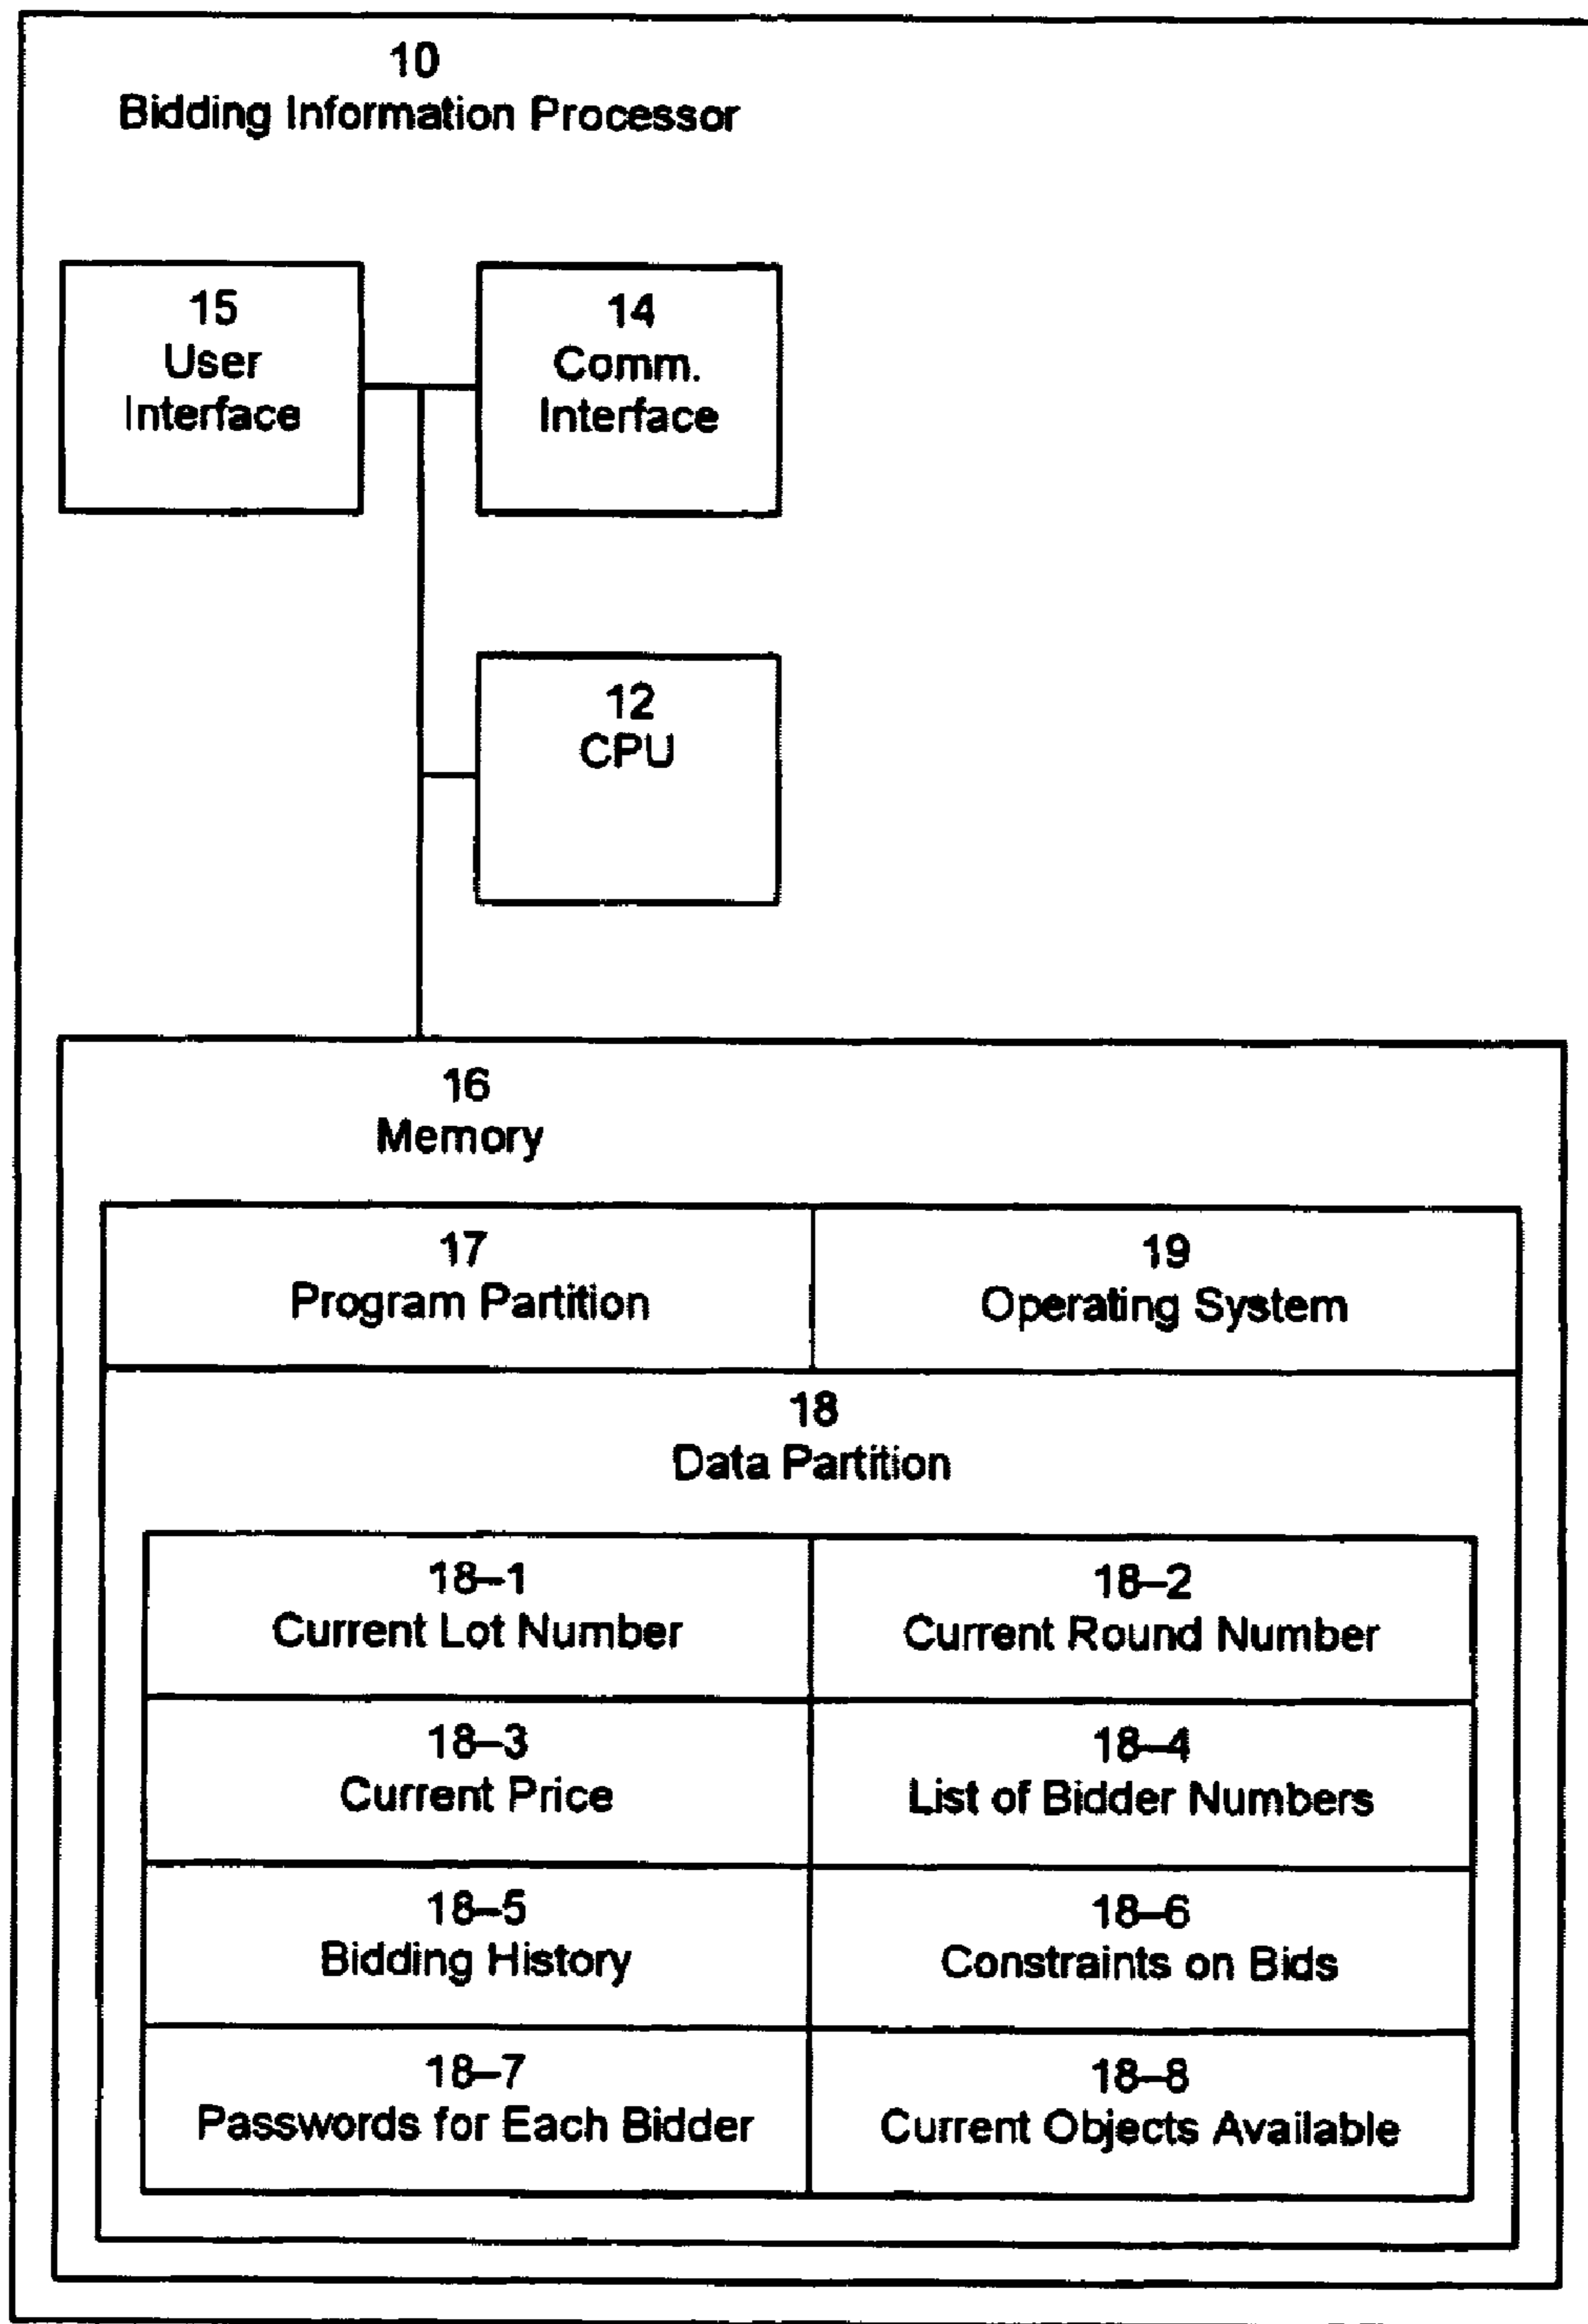 10
Bidding Information Processor
15
User
Interface
14
Comm.
Interface
12
CPU
16
Memory
17
Program Partition
19
Operating System
18
Data Partition
18–1
Current Lot Number
18–2
Current Round Number
18–3
Current Price
18–4
List of Bidder Numbers
18–5
Bidding History
18–6
Constraints on Bids
18–7
Passwords for Each Bidder
18–8
Current Objects Available